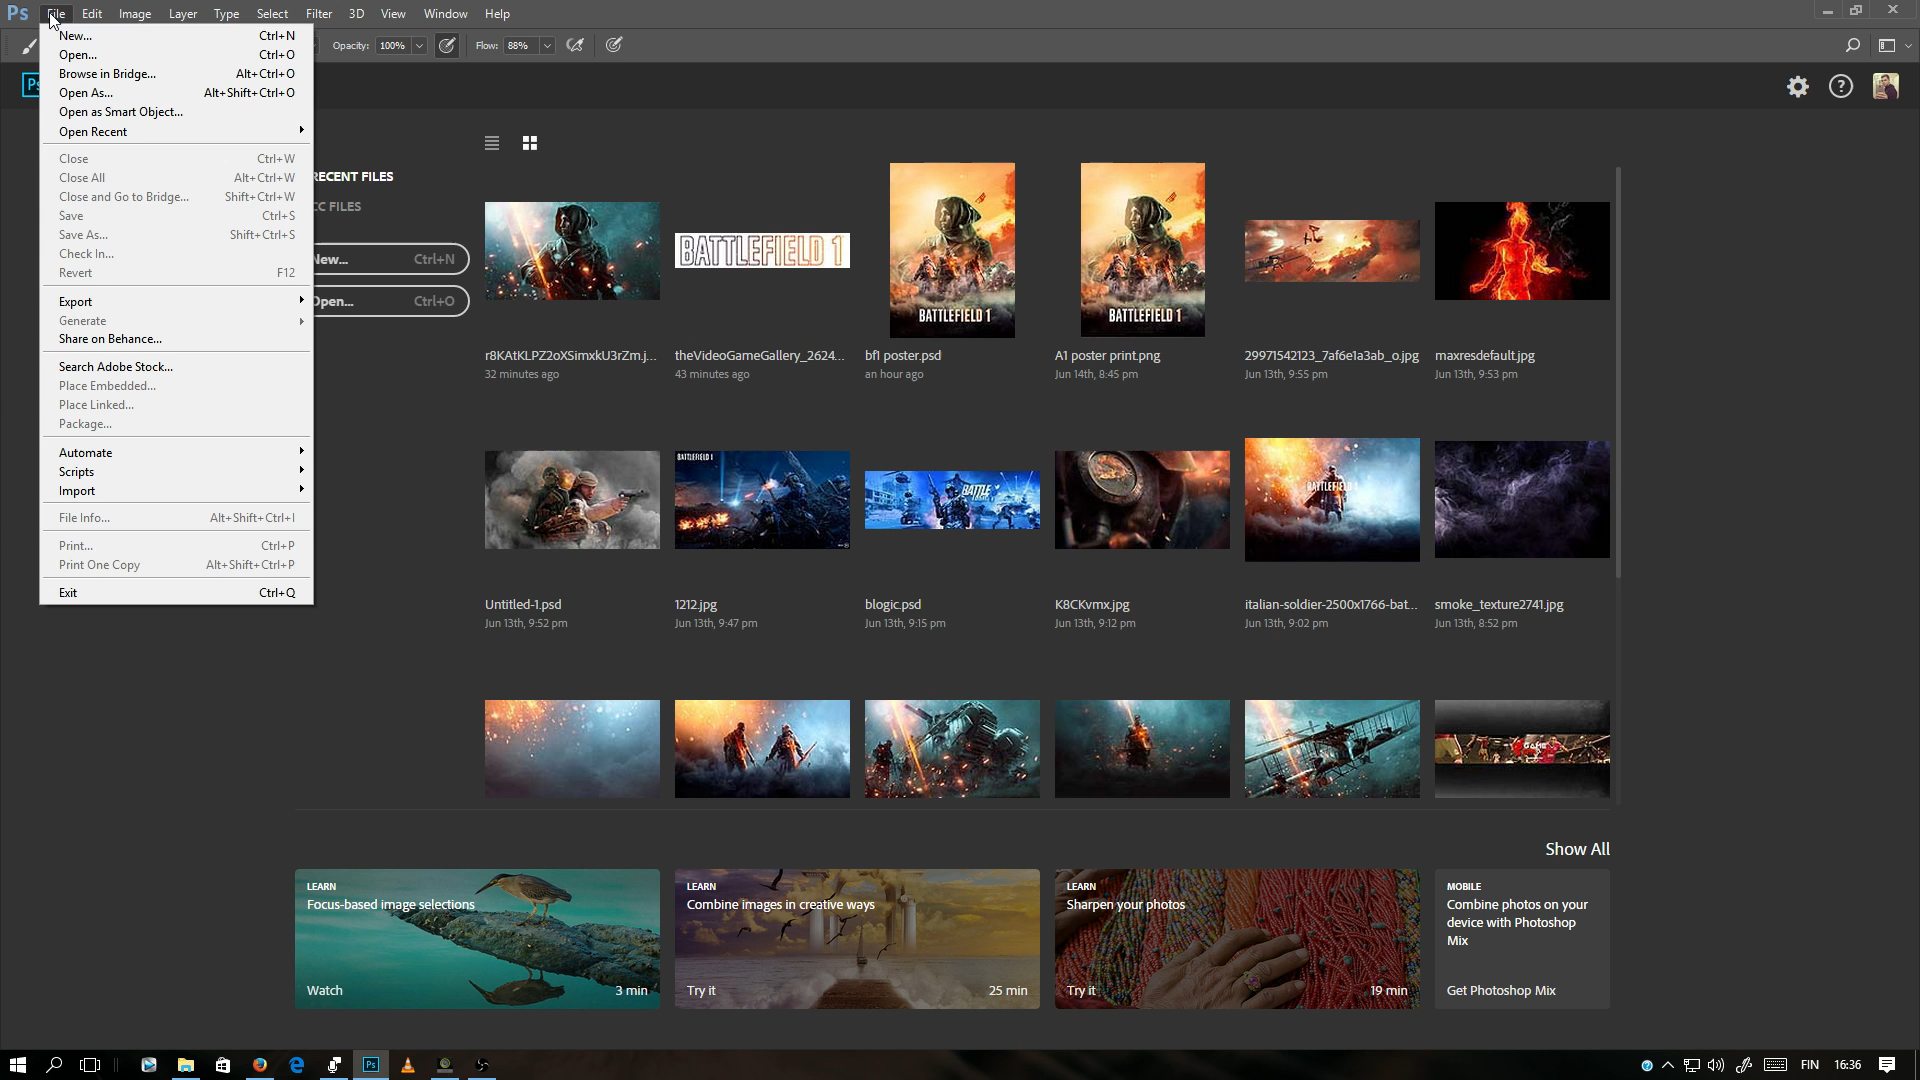 Ps File Edit Image Layer Type Select Filter 3D View Window Help
Opacity: 100% Flow: 88%
New... Ctrl+N
Open... Ctrl+O
Browse in Bridge... Alt+Ctrl+O
Open As... Alt+Shift+Ctrl+O
Open as Smart Object...
Open Recent
Close Ctrl+W
Close All Alt+Ctrl+W
Close and Go to Bridge... Shift+Ctrl+W
Save Ctrl+S
Save As... Shift+Ctrl+S
Check In...
Revert F12
Export
Generate
Share on Behance...
Search Adobe Stock...
Place Embedded...
Place Linked...
Package...
Automate
Scripts
Import
File Info... Alt+Shift+Ctrl+I
Print... Ctrl+P
Print One Copy Alt+Shift+Ctrl+P
Exit Ctrl+Q
RECENT FILES
CC FILES
New... Ctrl+N
Open... Ctrl+O
BATTLEFIELD 1
BATTLEFIELD 1
BATTLEFIELD 1
r8KAtKLPZ2oXSimxkU3rZm.j... theVideoGameGallery_2624... bf1 poster.psd A1 poster print.png 29971542123_7af6e1a3ab_o.jpg maxresdefault.jpg
32 minutes ago 43 minutes ago an hour ago Jun 14th, 8:45 pm Jun 13th, 9:55 pm Jun 13th, 9:53 pm
BATTLEFIELD 1
BATTLE
BATTLEFIELD 1
Untitled-1.psd 1212.jpg blogic.psd K8CKvmx.jpg italian-soldier-2500x1766-bat... smoke_texture2741.jpg
Jun 13th, 9:52 pm Jun 13th, 9:47 pm Jun 13th, 9:15 pm Jun 13th, 9:12 pm Jun 13th, 9:02 pm Jun 13th, 8:52 pm
GAME
Show All
LEARN
Focus-based image selections
Watch 3 min
LEARN
Combine images in creative ways
Try it 25 min
LEARN
Sharpen your photos
Try it 19 min
MOBILE
Combine photos on your
device with Photoshop
Mix
Get Photoshop Mix
Ps
FIN 16:36